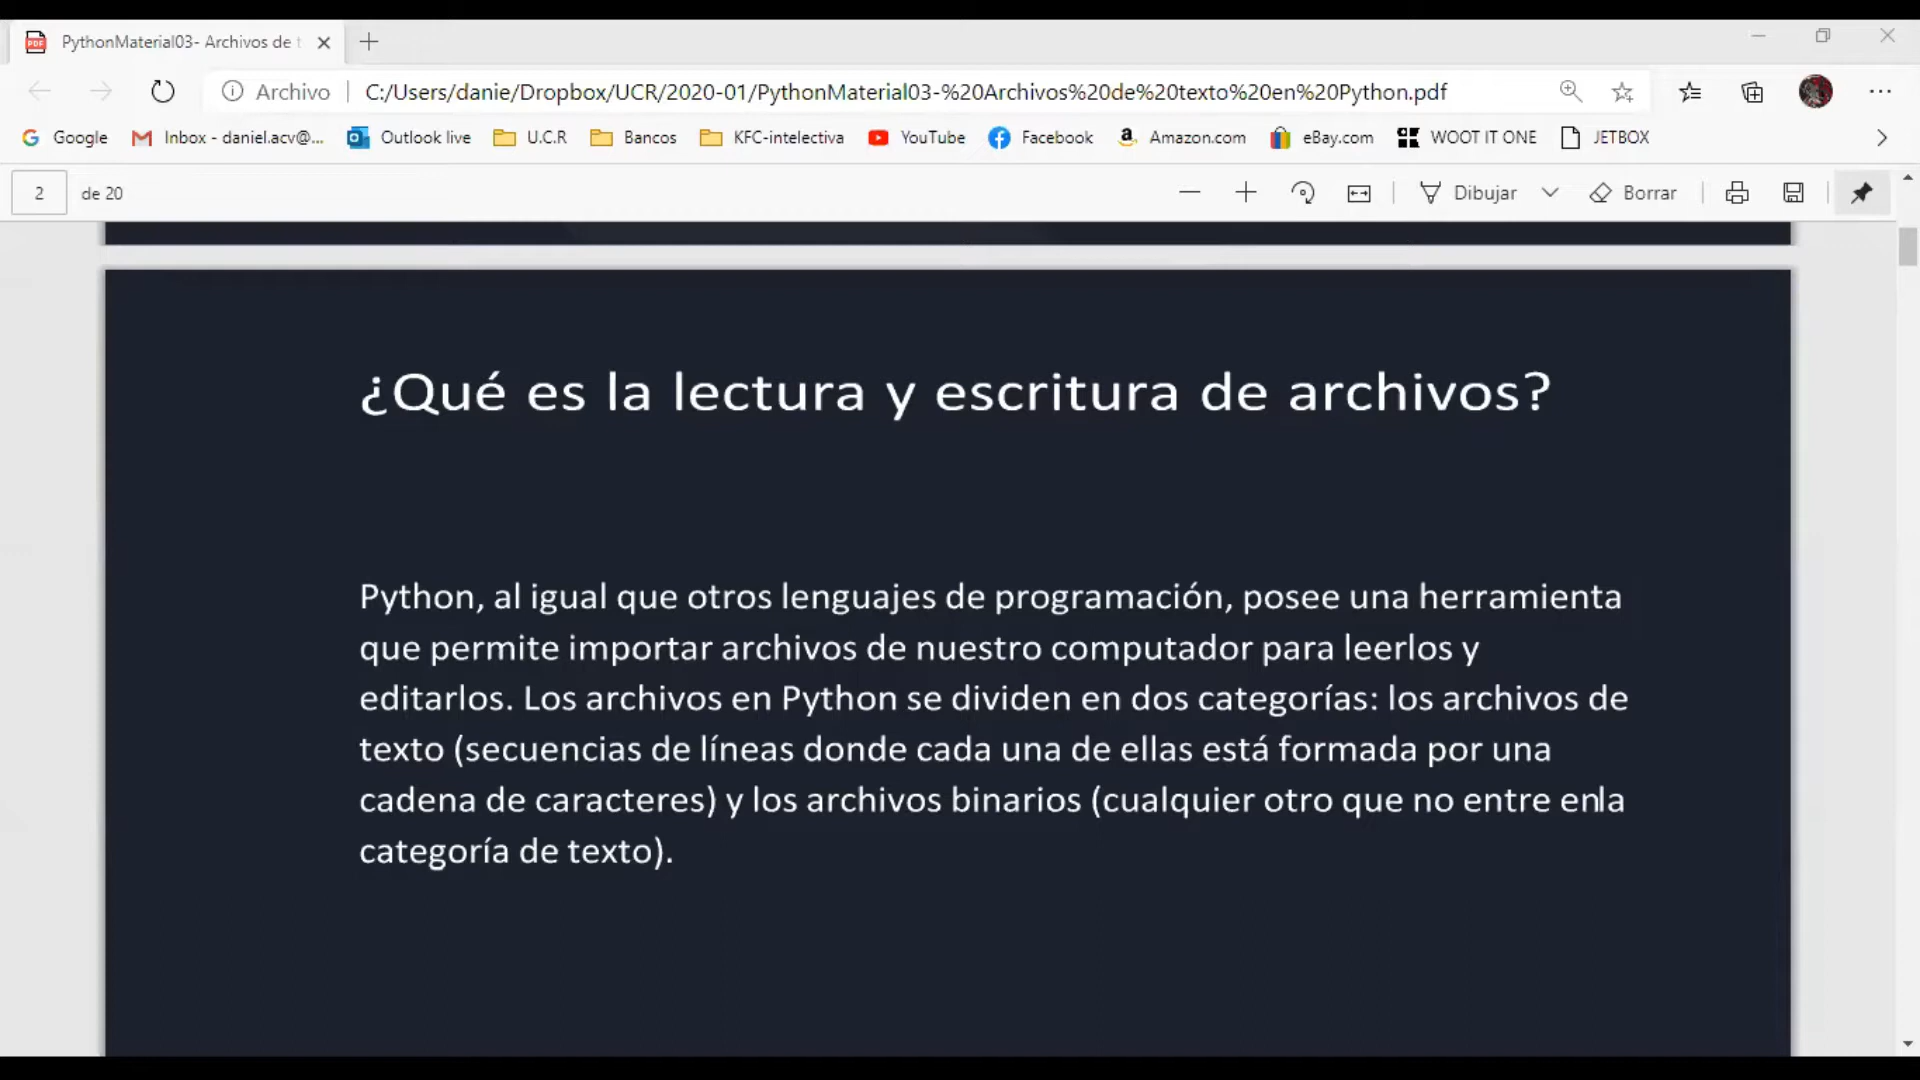 PythonMaterial03- Archivos de t
Archivo C:/Users/danie/Dropbox/UCR/2020-01/PythonMaterial03-%20Archivos%20de%20texto%20en%20Python.pdf
Google Inbox - daniel.acv@... Outlook live U.C.R Bancos KFC-intelectiva YouTube Facebook Amazon.com eBay.com WOOT IT ONE JETBOX
2 de 20 Dibujar Borrar
¿Qué es la lectura y escritura de archivos?
Python, al igual que otros lenguajes de programación, posee una herramienta
que permite importar archivos de nuestro computador para leerlos y
editarlos. Los archivos en Python se dividen en dos categorías: los archivos de
texto (secuencias de líneas donde cada una de ellas está formada por una
cadena de caracteres) y los archivos binarios (cualquier otro que no entre en la
categoría de texto).